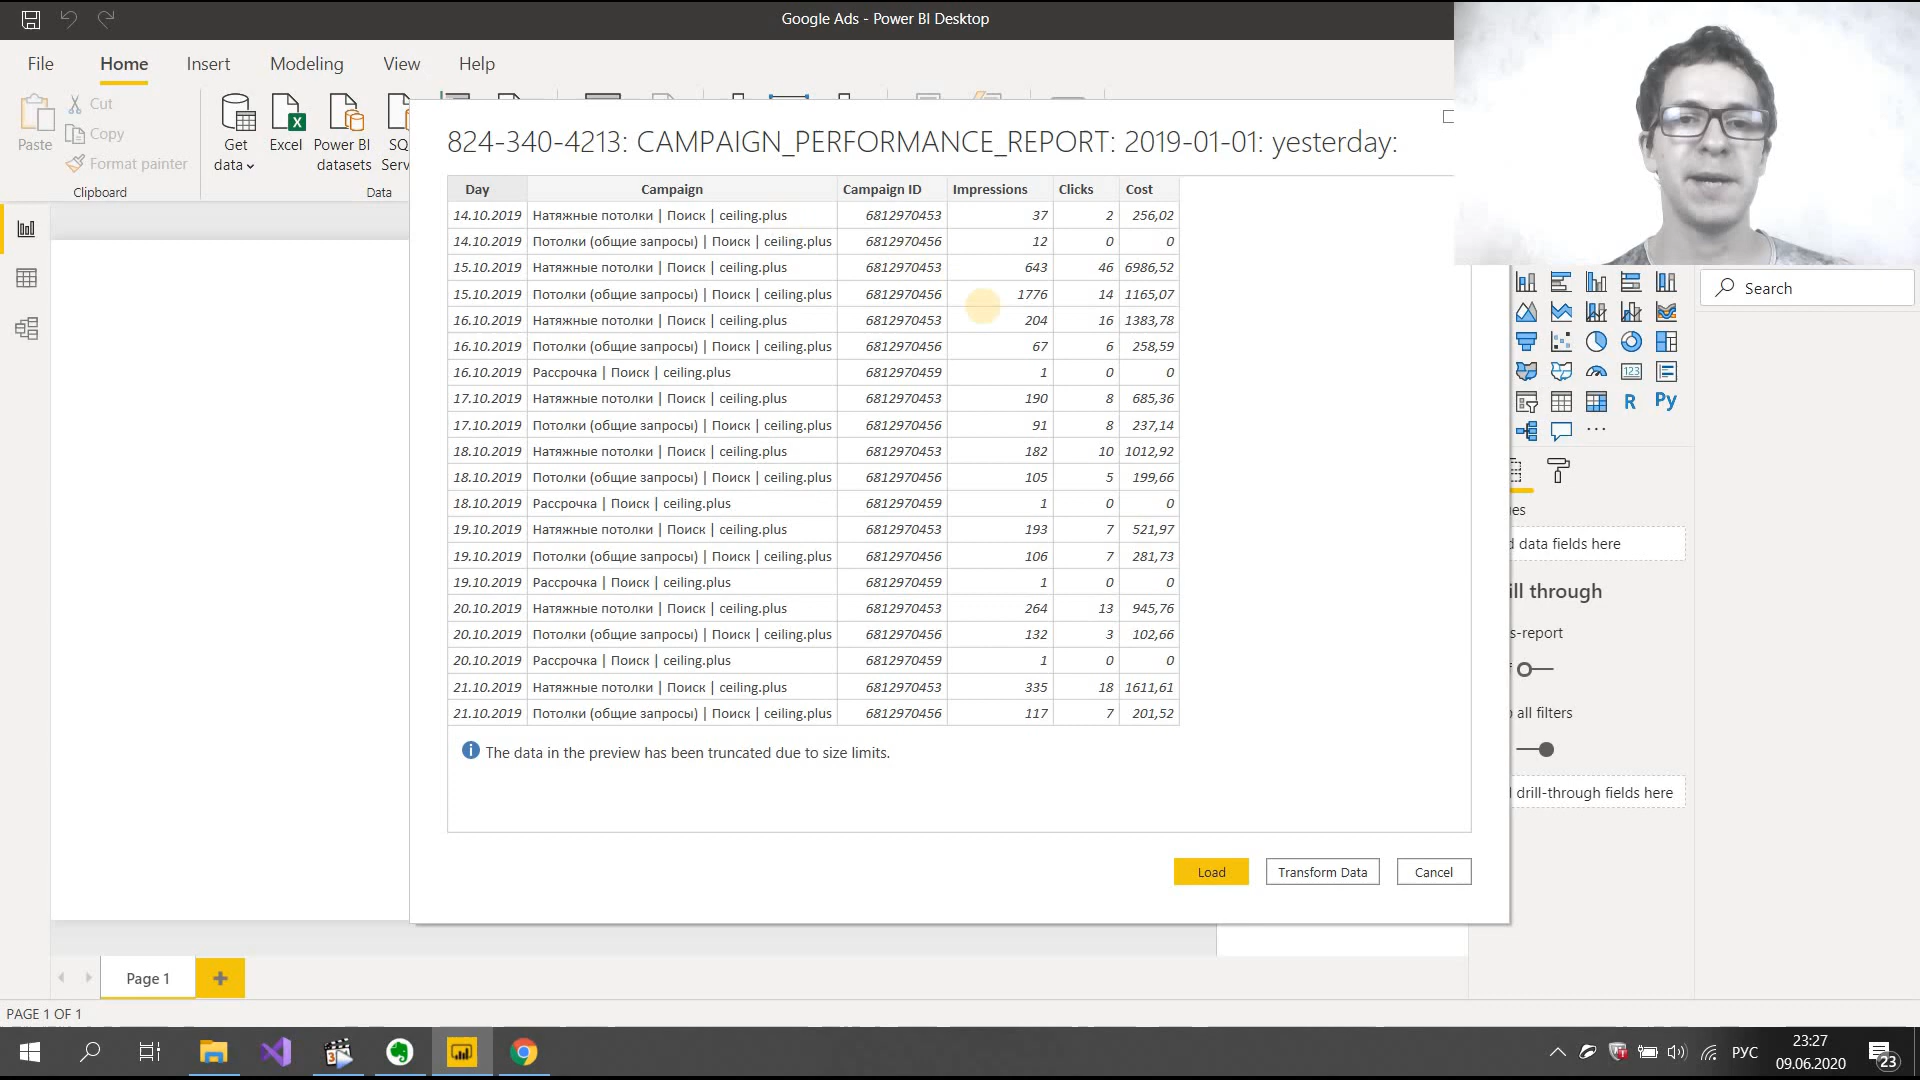 Google Ads - Power BI Desktop
File Home Insert Modeling View Help
Paste
Cut
Copy
Format painter
Clipboard
Get data
Excel
Power BI datasets
SQ
Serv
Data
824-340-4213: CAMPAIGN_PERFORMANCE_REPORT: 2019-01-01: yesterday:
Day Campaign Campaign ID Impressions Clicks Cost
14.10.2019 Натяжные потолки | Поиск | ceiling.plus 6812970453 37 2 256,02
14.10.2019 Потолки (общие запросы) | Поиск | ceiling.plus 6812970456 12 0 0
15.10.2019 Натяжные потолки | Поиск | ceiling.plus 6812970453 643 46 6986,52
15.10.2019 Потолки (общие запросы) | Поиск | ceiling.plus 6812970456 1776 14 1165,07
16.10.2019 Натяжные потолки | Поиск | ceiling.plus 6812970453 204 16 1383,78
16.10.2019 Потолки (общие запросы) | Поиск | ceiling.plus 6812970456 67 6 258,59
16.10.2019 Рассрочка | Поиск | ceiling.plus 6812970459 1 0 0
17.10.2019 Натяжные потолки | Поиск | ceiling.plus 6812970453 190 8 685,36
17.10.2019 Потолки (общие запросы) | Поиск | ceiling.plus 6812970456 91 8 237,14
18.10.2019 Натяжные потолки | Поиск | ceiling.plus 6812970453 182 10 1012,92
18.10.2019 Потолки (общие запросы) | Поиск | ceiling.plus 6812970456 105 5 199,66
18.10.2019 Рассрочка | Поиск | ceiling.plus 6812970459 1 0 0
19.10.2019 Натяжные потолки | Поиск | ceiling.plus 6812970453 193 7 521,97
19.10.2019 Потолки (общие запросы) | Поиск | ceiling.plus 6812970456 106 7 281,73
19.10.2019 Рассрочка | Поиск | ceiling.plus 6812970459 1 0 0
20.10.2019 Натяжные потолки | Поиск | ceiling.plus 6812970453 264 13 945,76
20.10.2019 Потолки (общие запросы) | Поиск | ceiling.plus 6812970456 132 3 102,66
20.10.2019 Рассрочка | Поиск | ceiling.plus 6812970459 1 0 0
21.10.2019 Натяжные потолки | Поиск | ceiling.plus 6812970453 335 18 1611,61
21.10.2019 Потолки (общие запросы) | Поиск | ceiling.plus 6812970456 117 7 201,52
The data in the preview has been truncated due to size limits.
Load Transform Data Cancel
Search
123
R Py
...
es
d data fields here
ill through
s-report
all filters
drill-through fields here
Page 1
PAGE 1 OF 1
РУС
23:27
09.06.2020
23